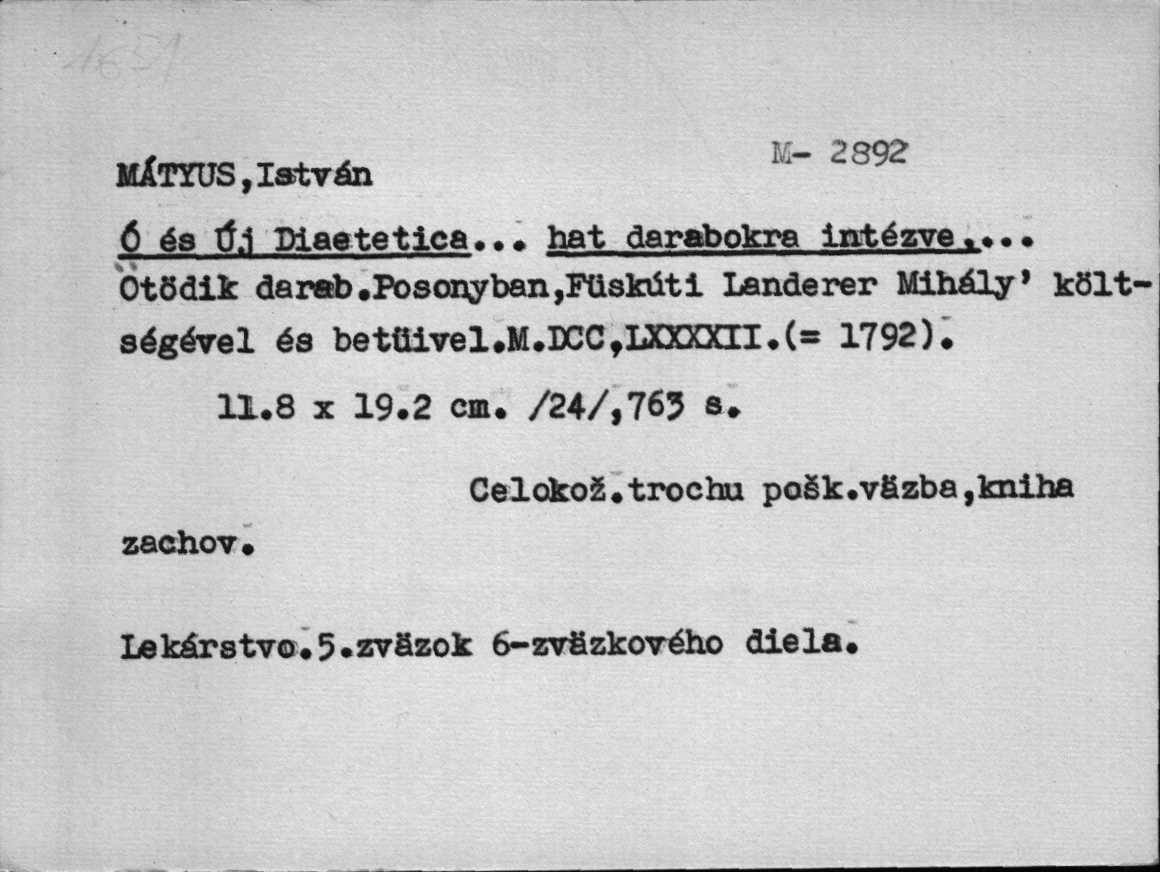 1651
M- 2892
MÁTYUS,István
Ó és Új Diaetetica... hat darabokra intézve,...
Ötödik darab.Posonyban,Füskúti Landerer Mihály' költ-
ségével és betüivel.M.DCC,LXXXXII.(= 1792).
11.8 x 19.2 cm. /24/,763 s.
Celokož.trochu pošk.väzba,kniha
zachov.
Lekárstvo.5.zväzok 6-zväzkového diela.